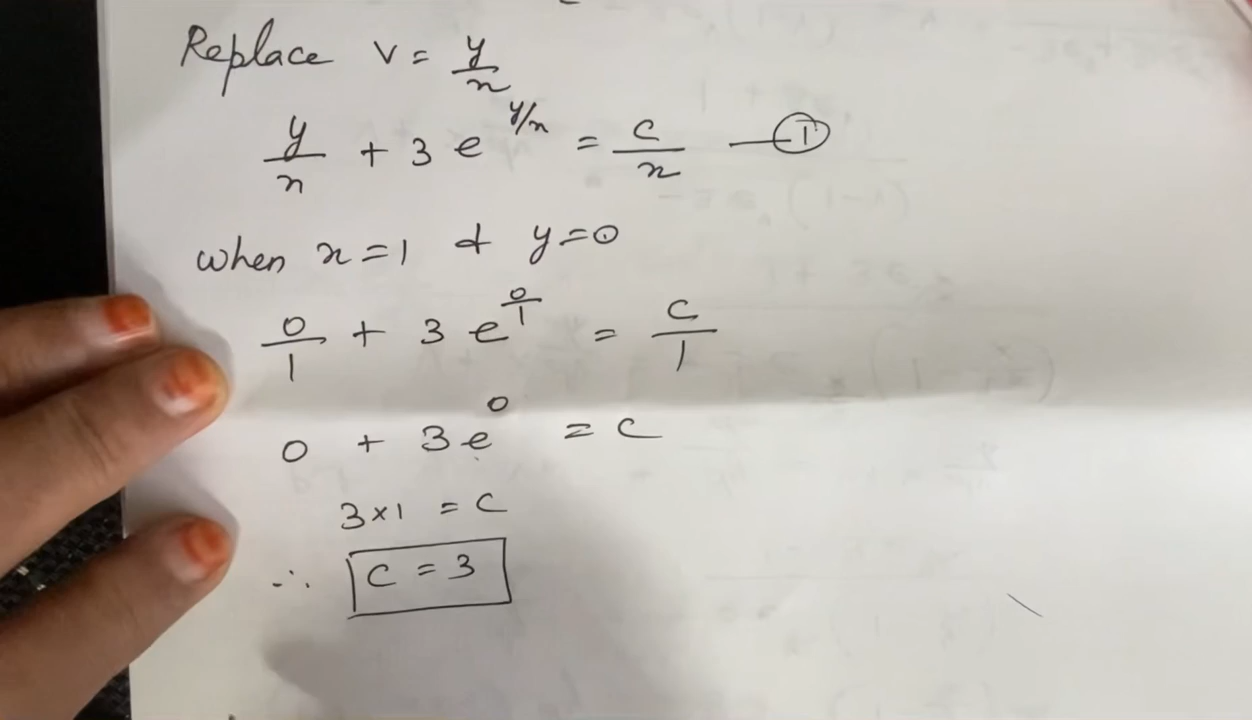 Replace v = y/x
y/x + 3 e^(y/x) = c/x — ①
when x = 1 & y = 0
0/1 + 3 e^(0/1) = c/1
0 + 3 e^0 = c
3 × 1 = c
∴ c = 3